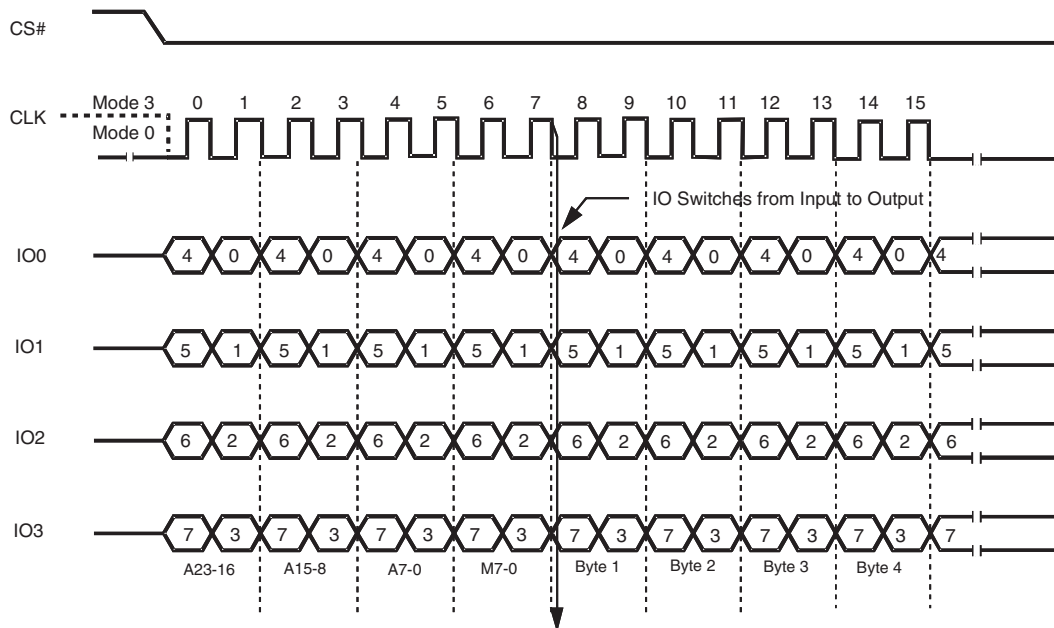 CS#
Mode 3
CLK
Mode 0
0 1 2 3 4 5 6 7 8 9 10 11 12 13 14 15
IO Switches from Input to Output
IO0 4 0 4 0 4 0 4 0 4 0 4 0 4 0 4 0 4
IO1 5 1 5 1 5 1 5 1 5 1 5 1 5 1 5 1 5
IO2 6 2 6 2 6 2 6 2 6 2 6 2 6 2 6 2 6
IO3 7 3 7 3 7 3 7 3 7 3 7 3 7 3 7 3 7
A23-16 A15-8 A7-0 M7-0 Byte 1 Byte 2 Byte 3 Byte 4